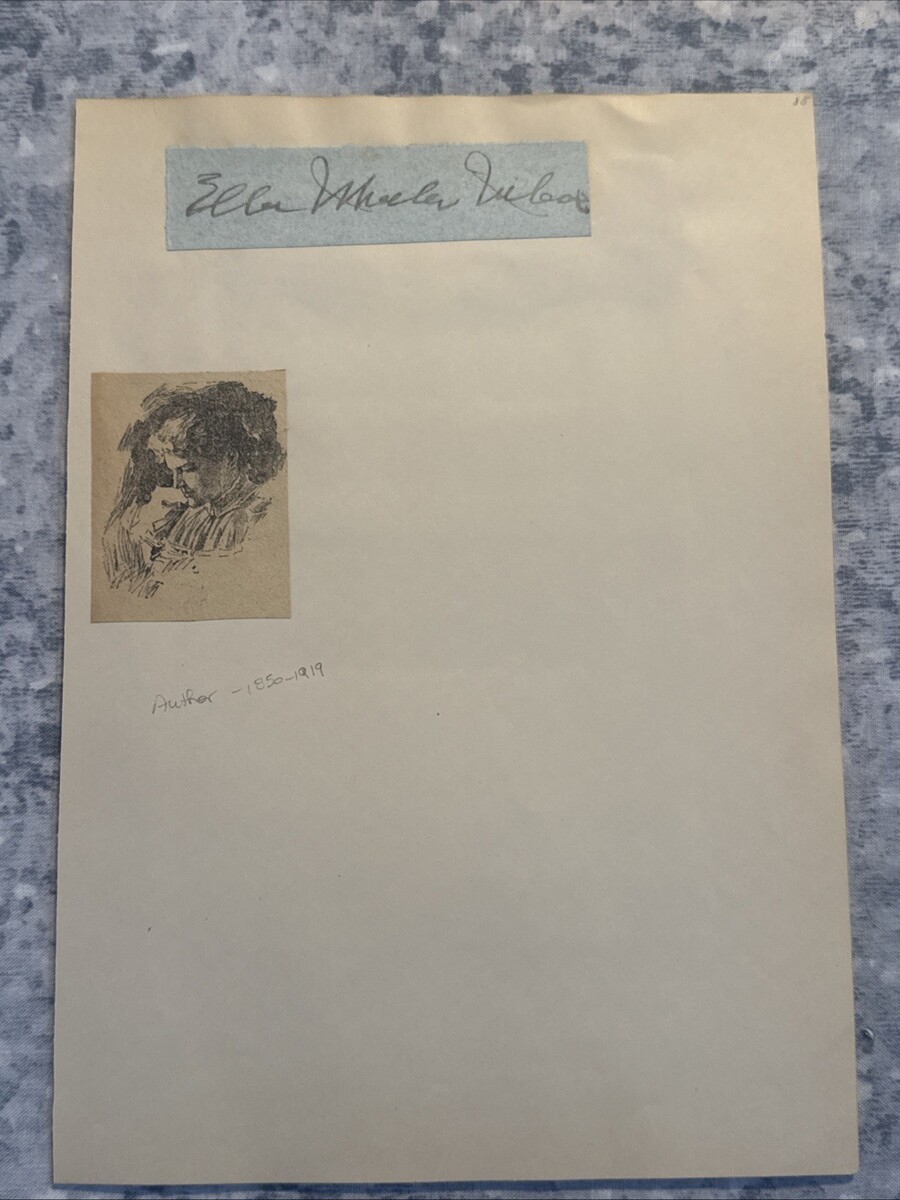 18
Ella Wheeler Wilcox
Author - 1850-1919